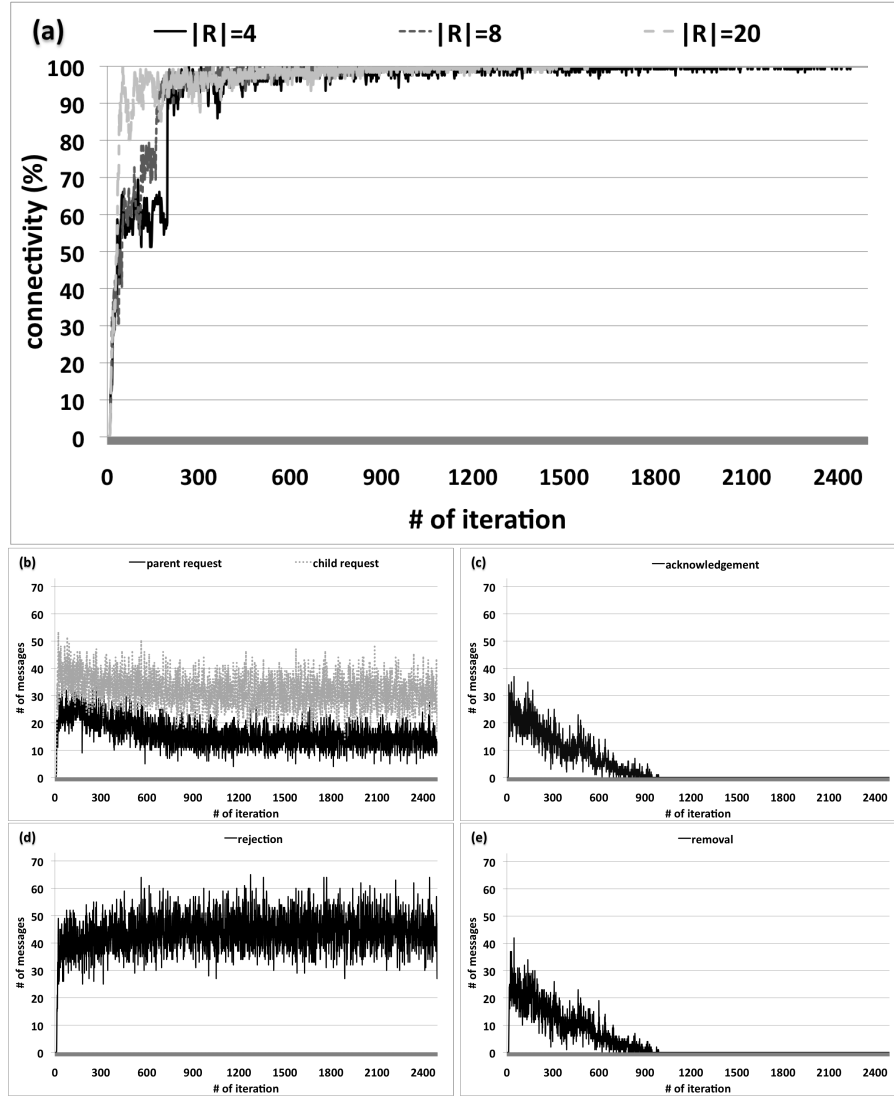 (a) |R|=4 |R|=8 |R|=20
100
90
80
70
60
50
40
30
20
10
0
connectivity (%)
0 300 600 900 1200 1500 1800 2100 2400
# of iteration
(b) parent request child request
70
60
50
40
30
20
10
0
# of messages
0 300 600 900 1200 1500 1800 2100 2400
# of iteration
(c) acknowledgement
70
60
50
40
30
20
10
0
# of messages
0 300 600 900 1200 1500 1800 2100 2400
# of iteration
(d) rejection
70
60
50
40
30
20
10
0
# of messages
0 300 600 900 1200 1500 1800 2100 2400
# of iteration
(e) removal
70
60
50
40
30
20
10
0
# of messages
0 300 600 900 1200 1500 1800 2100 2400
# of iteration